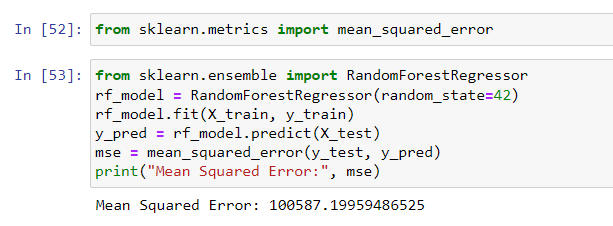 In [52]: from sklearn.metrics import mean_squared_error
In [53]: from sklearn.ensemble import RandomForestRegressor
rf_model = RandomForestRegressor(random_state=42)
rf_model.fit(X_train, y_train)
y_pred = rf_model.predict(X_test)
mse = mean_squared_error(y_test, y_pred)
print("Mean Squared Error:", mse)
Mean Squared Error: 100587.19959486525